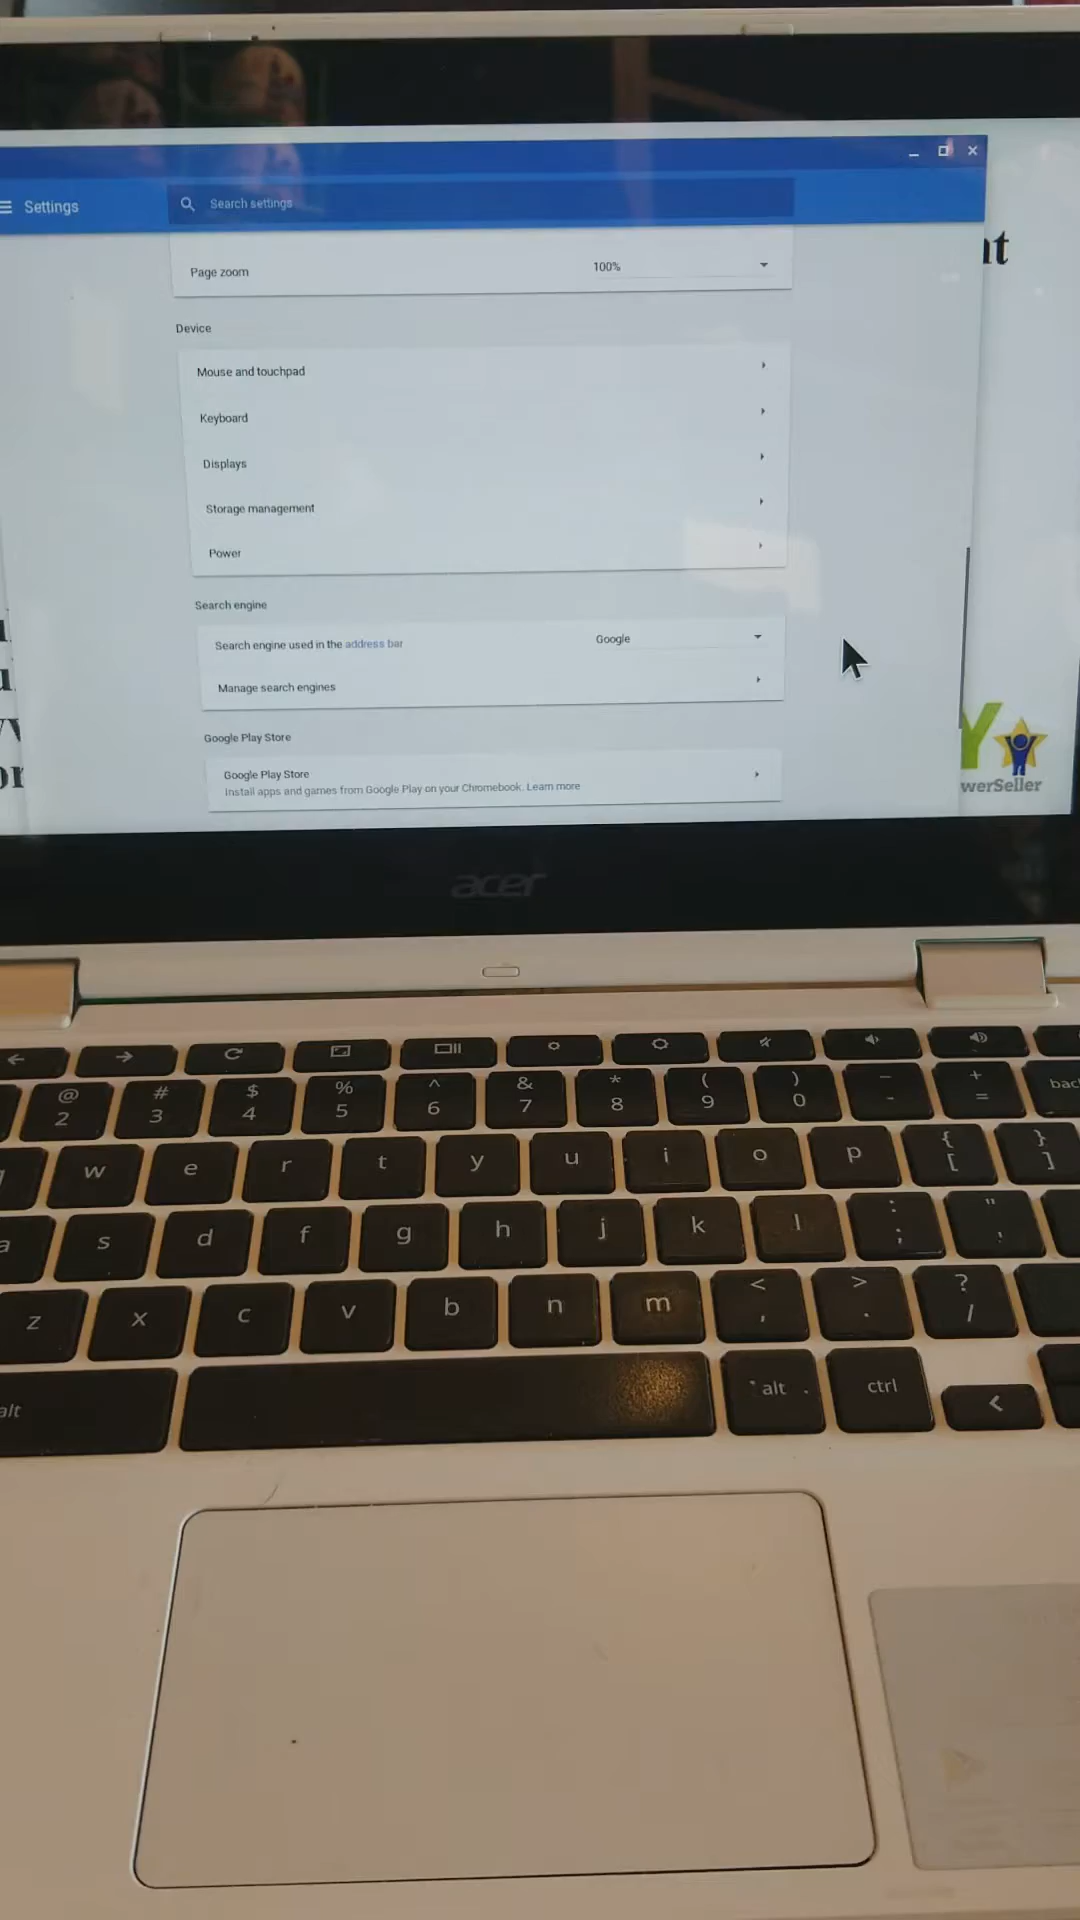 Settings
Search settings
Page zoom
100%
Device
Mouse and touchpad
Keyboard
Displays
Storage management
Power
Search engine
Search engine used in the address bar
Google
Manage search engines
Google Play Store
Google Play Store
Install apps and games from Google Play on your Chromebook. Learn more
werSeller
acer
@ # $ % ^ & * ( ) _ +
2 3 4 5 6 7 8 9 0 - = bac
w e r t y u i o p { [ } ]
a s d f g h j k l : ; " '
z x c v b n m < , > . ? /
alt alt ctrl <